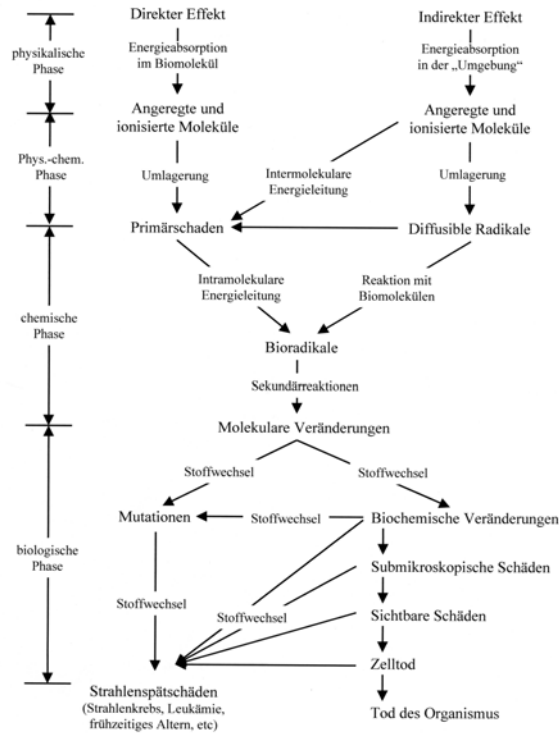 Direkter Effekt
Indirekter Effekt
physikalische
Phase
Energieabsorption
im Biomolekül
Energieabsorption
in der „Umgebung“
Angeregte und
ionisierte Moleküle
Angeregte und
ionisierte Moleküle
Phys.-chem.
Phase
Umlagerung
Intermolekulare
Energieleitung
Umlagerung
Primärschaden
Diffusible Radikale
chemische
Phase
Intramolekulare
Energieleitung
Reaktion mit
Biomolekülen
Bioradikale
Sekundärreaktionen
Molekulare Veränderungen
Stoffwechsel
Stoffwechsel
Mutationen
Stoffwechsel
Biochemische Veränderungen
biologische
Phase
Submikroskopische Schäden
Stoffwechsel
Stoffwechsel
Sichtbare Schäden
Zelltod
Strahlenspätschäden
(Strahlenkrebs, Leukämie,
frühzeitiges Altern, etc)
Tod des Organismus